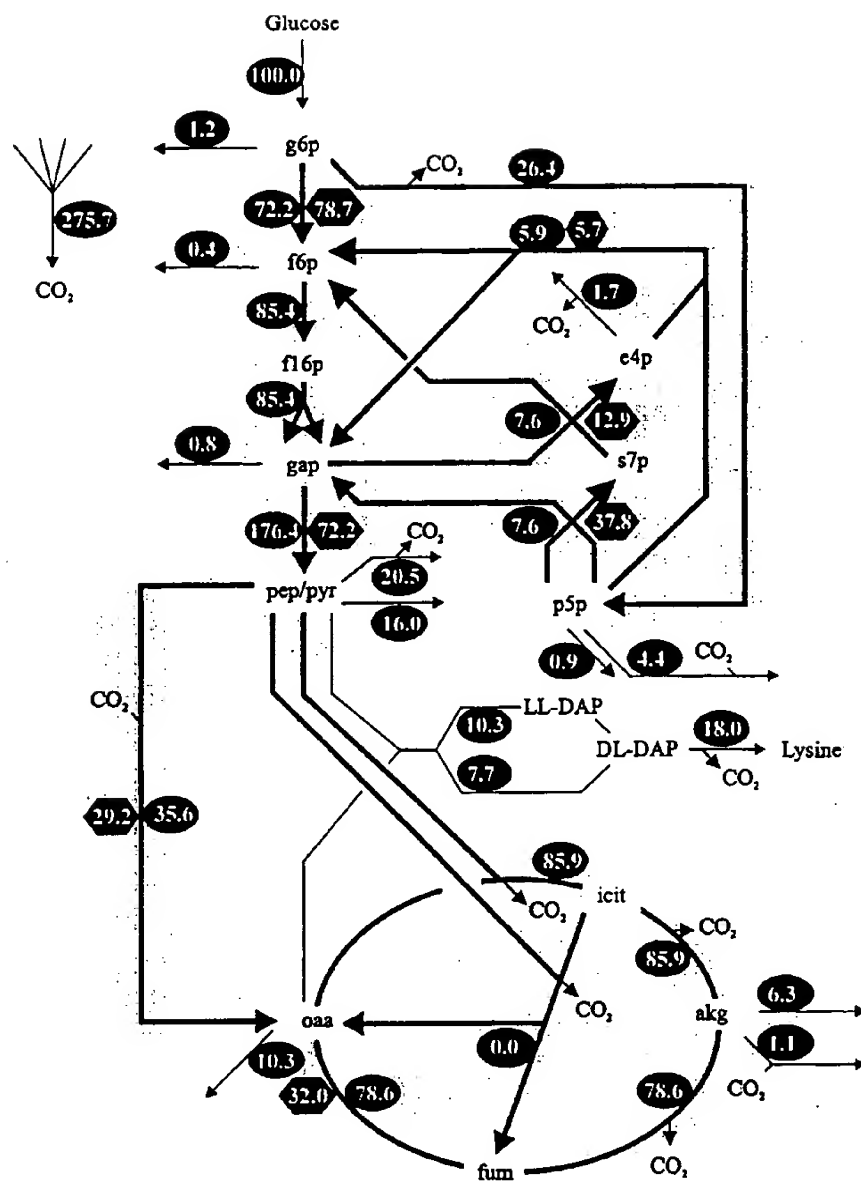 Glucose
100.0
1.2
g6p
CO₂
26.4
275.7
72.2 78.7
5.9 5.7
0.4
f6p
1.7
CO₂
CO₂
85.4
e4p
f16p
85.4
7.6 12.9
0.8
gap
s7p
176.4 72.2
CO₂
7.6 37.8
20.5
pep/pyr
p5p
16.0
0.9
4.4
CO₂
CO₂
10.3
LL-DAP
18.0
DL-DAP
Lysine
7.7
CO₂
29.2 35.6
85.9
icit
CO₂
CO₂
85.9
CO₂
6.3
oaa
akg
0.0
1.1
10.3
CO₂
32.0 78.6
78.6
CO₂
fum